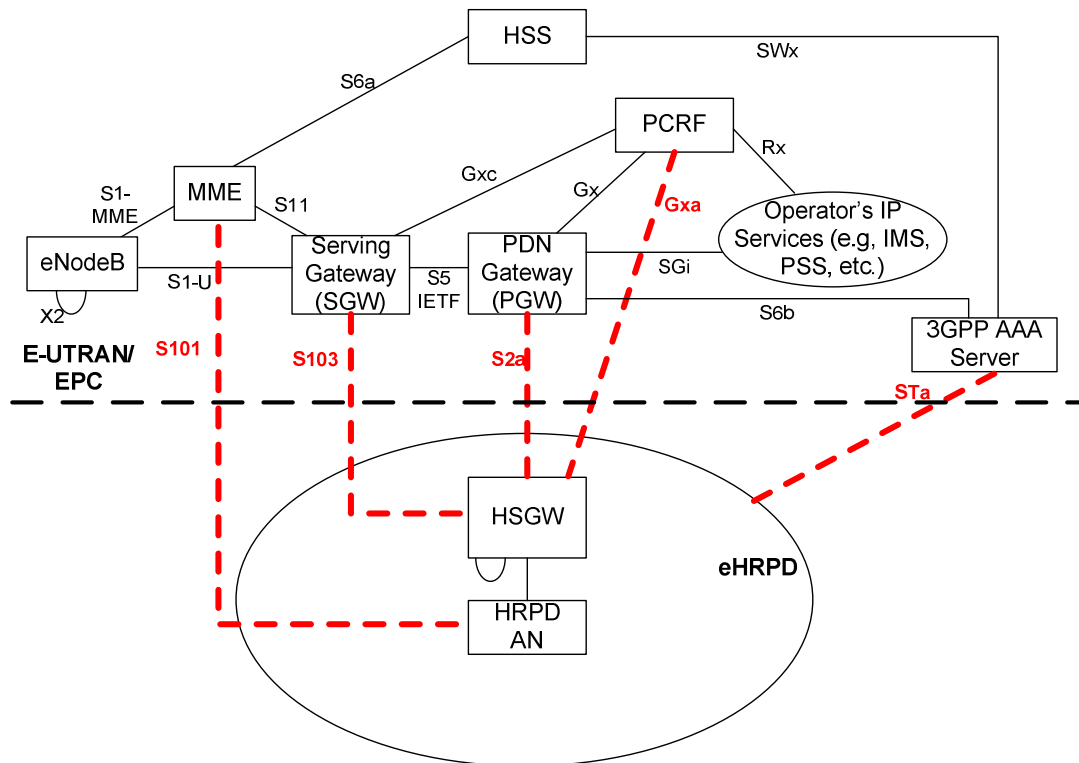 HSS
SWx
S6a
PCRF
Rx
Gxc
S1-
MME
MME
S11
Gx
Gxa
Operator's IP
Services (e.g, IMS,
PSS, etc.)
eNodeB
S1-U
Serving
Gateway
(SGW)
S5
IETF
PDN
Gateway
(PGW)
SGi
S6b
X2
3GPP AAA
Server
E-UTRAN/
EPC
S101
S103
S2a
STa
HSGW
eHRPD
HRPD
AN